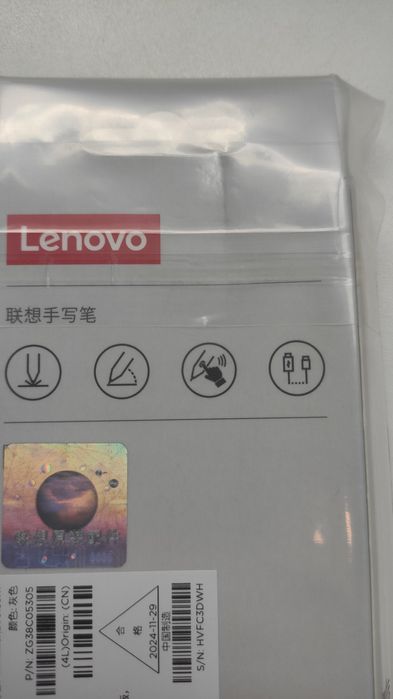 Lenovo
联想手写笔
颜色: 灰色
P/N: ZG38C05305
(4L)Origin: (CN)
合格
2024-11-29
中国制造
S/N: HVFC3DWH